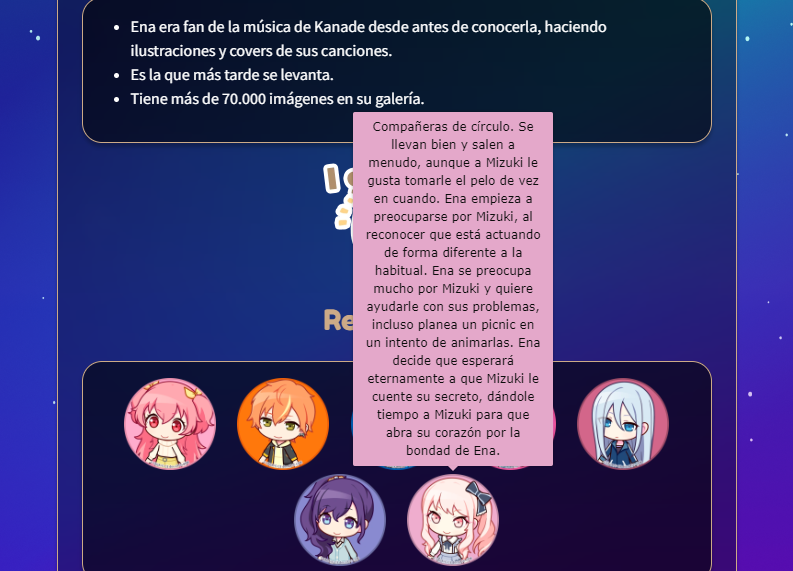 Ena era fan de la música de Kanade desde antes de conocerla, haciendo
ilustraciones y covers de sus canciones.
Es la que más tarde se levanta.
Tiene más de 70.000 imágenes en su galería.
Compañeras de círculo. Se
llevan bien y salen a
menudo, aunque a Mizuki le
gusta tomarle el pelo de vez
en cuando. Ena empieza a
preocuparse por Mizuki, al
reconocer que está actuando
de forma diferente a la
habitual. Ena se preocupa
mucho por Mizuki y quiere
ayudarle con sus problemas,
incluso planea un picnic en
un intento de animarlas. Ena
decide que esperará
eternamente a que Mizuki le
cuente su secreto, dándole
tiempo a Mizuki para que
abra su corazón por la
bondad de Ena.